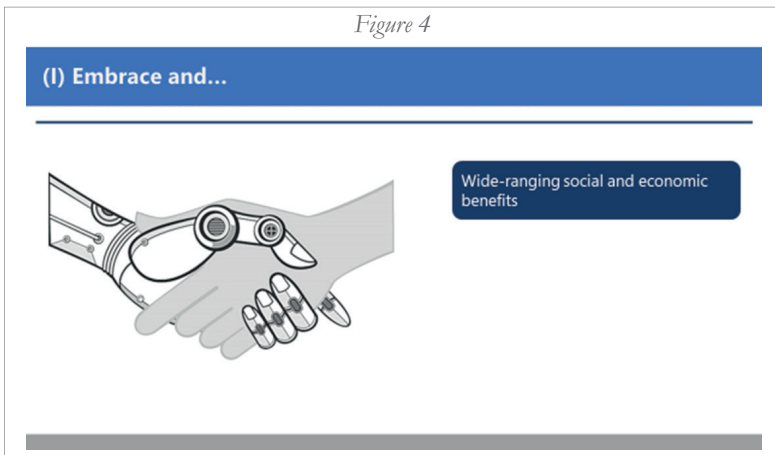 Figure 4
(I) Embrace and...
Wide-ranging social and economic
benefits